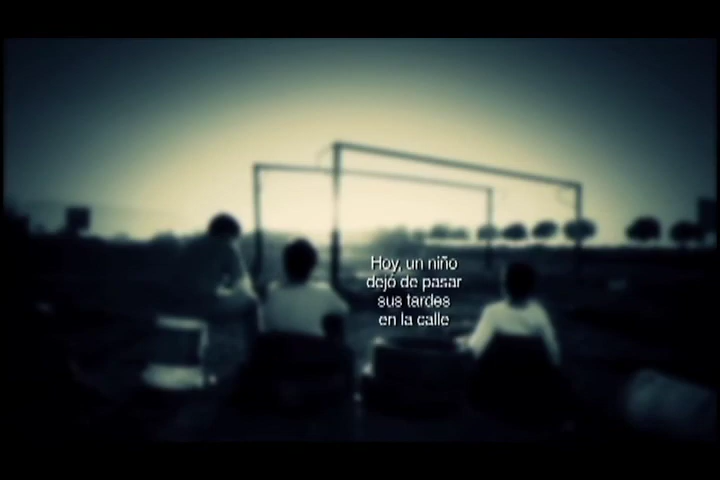 Hoy, un niño
dejó de pasar
sus tardes
en la calle